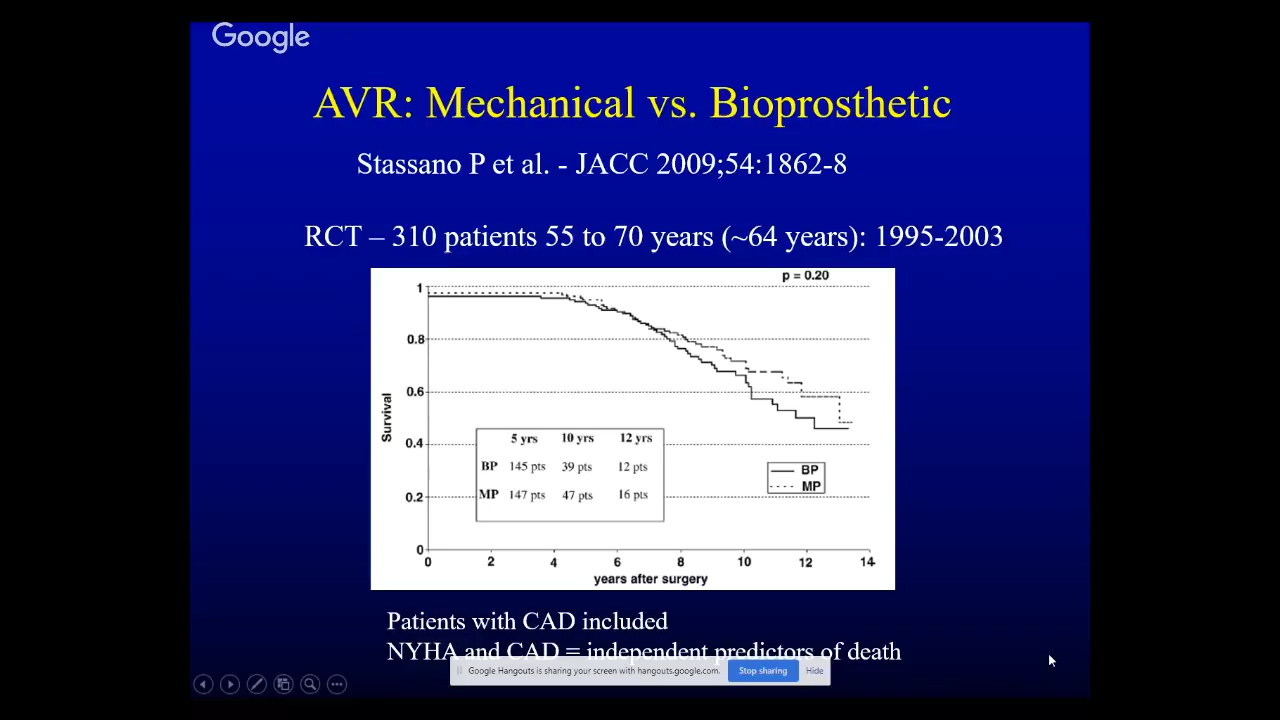 Google
AVR: Mechanical vs. Bioprosthetic
Stassano P et al. - JACC 2009;54:1862-8
RCT – 310 patients 55 to 70 years (~64 years): 1995-2003
p = 0.20
1
0.8
0.6
0.4
0.2
0
Survival
5 yrs 10 yrs 12 yrs
BP 145 pts 39 pts 12 pts
MP 147 pts 47 pts 16 pts
BP
MP
0 2 4 6 8 10 12 14
years after surgery
Patients with CAD included
NYHA and CAD = independent predictors of death
Google Hangouts is sharing your screen with hangouts.google.com. Stop sharing Hide